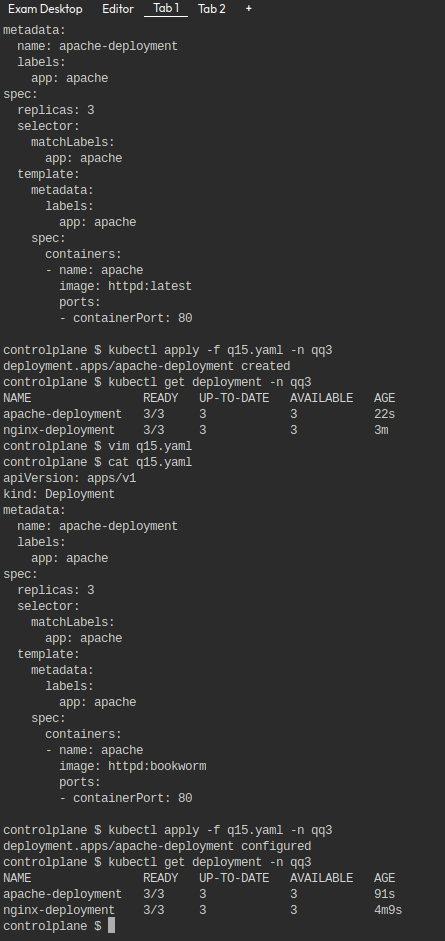 Exam Desktop Editor Tab 1 Tab 2 +
metadata:
  name: apache-deployment
  labels:
    app: apache
spec:
  replicas: 3
  selector:
    matchLabels:
      app: apache
  template:
    metadata:
      labels:
        app: apache
    spec:
      containers:
      - name: apache
        image: httpd:latest
        ports:
        - containerPort: 80

controlplane $ kubectl apply -f q15.yaml -n qq3
deployment.apps/apache-deployment created
controlplane $ kubectl get deployment -n qq3
NAME                READY   UP-TO-DATE   AVAILABLE   AGE
apache-deployment   3/3     3            3           22s
nginx-deployment    3/3     3            3           3m
controlplane $ vim q15.yaml
controlplane $ cat q15.yaml
apiVersion: apps/v1
kind: Deployment
metadata:
  name: apache-deployment
  labels:
    app: apache
spec:
  replicas: 3
  selector:
    matchLabels:
      app: apache
  template:
    metadata:
      labels:
        app: apache
    spec:
      containers:
      - name: apache
        image: httpd:bookworm
        ports:
        - containerPort: 80

controlplane $ kubectl apply -f q15.yaml -n qq3
deployment.apps/apache-deployment configured
controlplane $ kubectl get deployment -n qq3
NAME                READY   UP-TO-DATE   AVAILABLE   AGE
apache-deployment   3/3     3            3           91s
nginx-deployment    3/3     3            3           4m9s
controlplane $